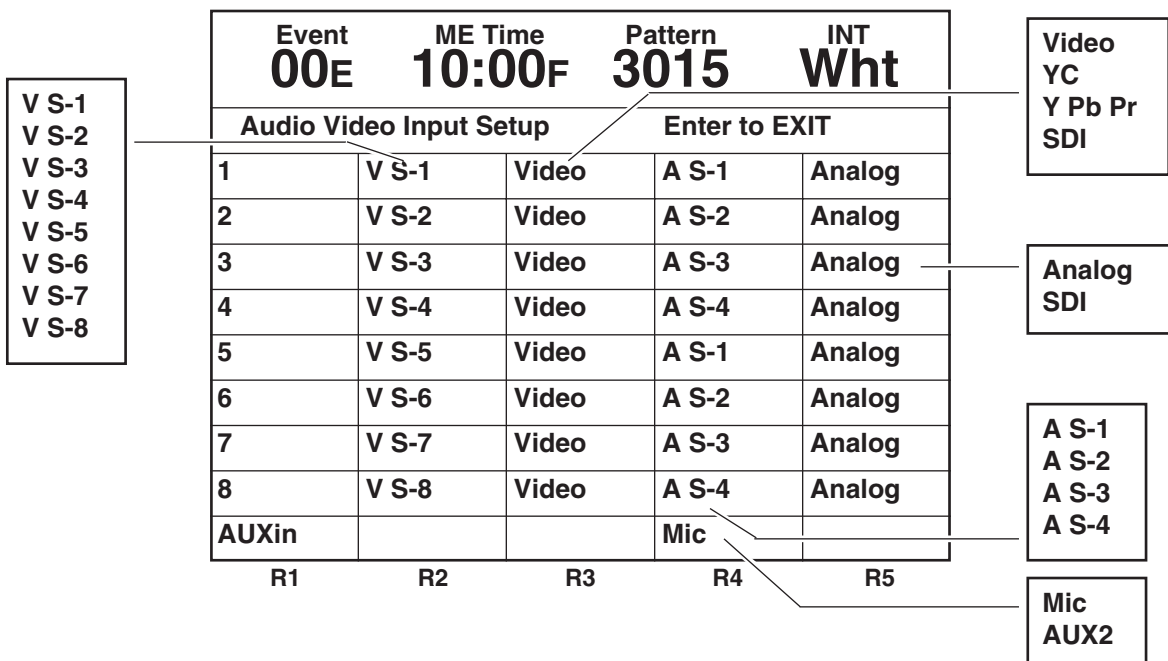 Event ME Time Pattern INT
00E 10:00F 3015 Wht
Audio Video Input Setup Enter to EXIT
1 V S-1 Video A S-1 Analog
2 V S-2 Video A S-2 Analog
3 V S-3 Video A S-3 Analog
4 V S-4 Video A S-4 Analog
5 V S-5 Video A S-1 Analog
6 V S-6 Video A S-2 Analog
7 V S-7 Video A S-3 Analog
8 V S-8 Video A S-4 Analog
AUXin Mic
R1 R2 R3 R4 R5
V S-1
V S-2
V S-3
V S-4
V S-5
V S-6
V S-7
V S-8
Video
YC
Y Pb Pr
SDI
Analog
SDI
A S-1
A S-2
A S-3
A S-4
Mic
AUX2